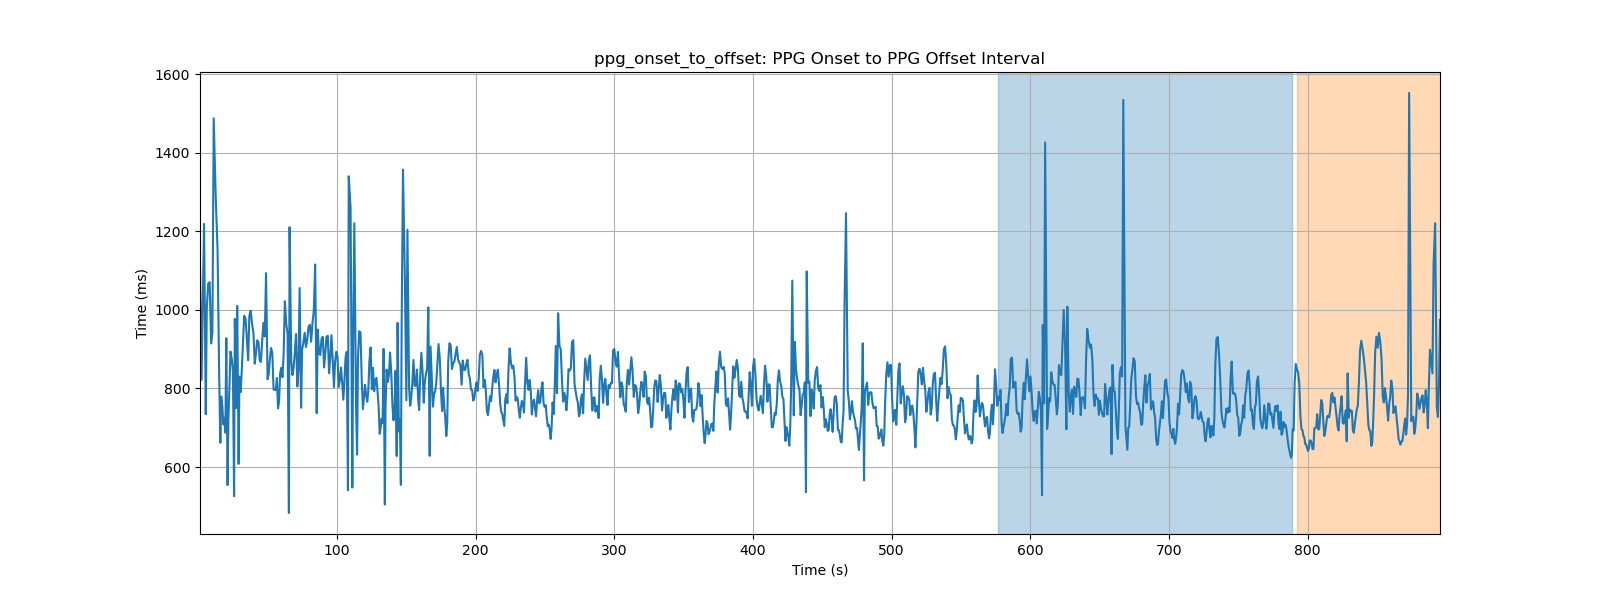 ppg_onset_to_offset: PPG Onset to PPG Offset Interval
1600
1400
1200
1000
800
600
Time (ms)
100 200 300 400 500 600 700 800
Time (s)